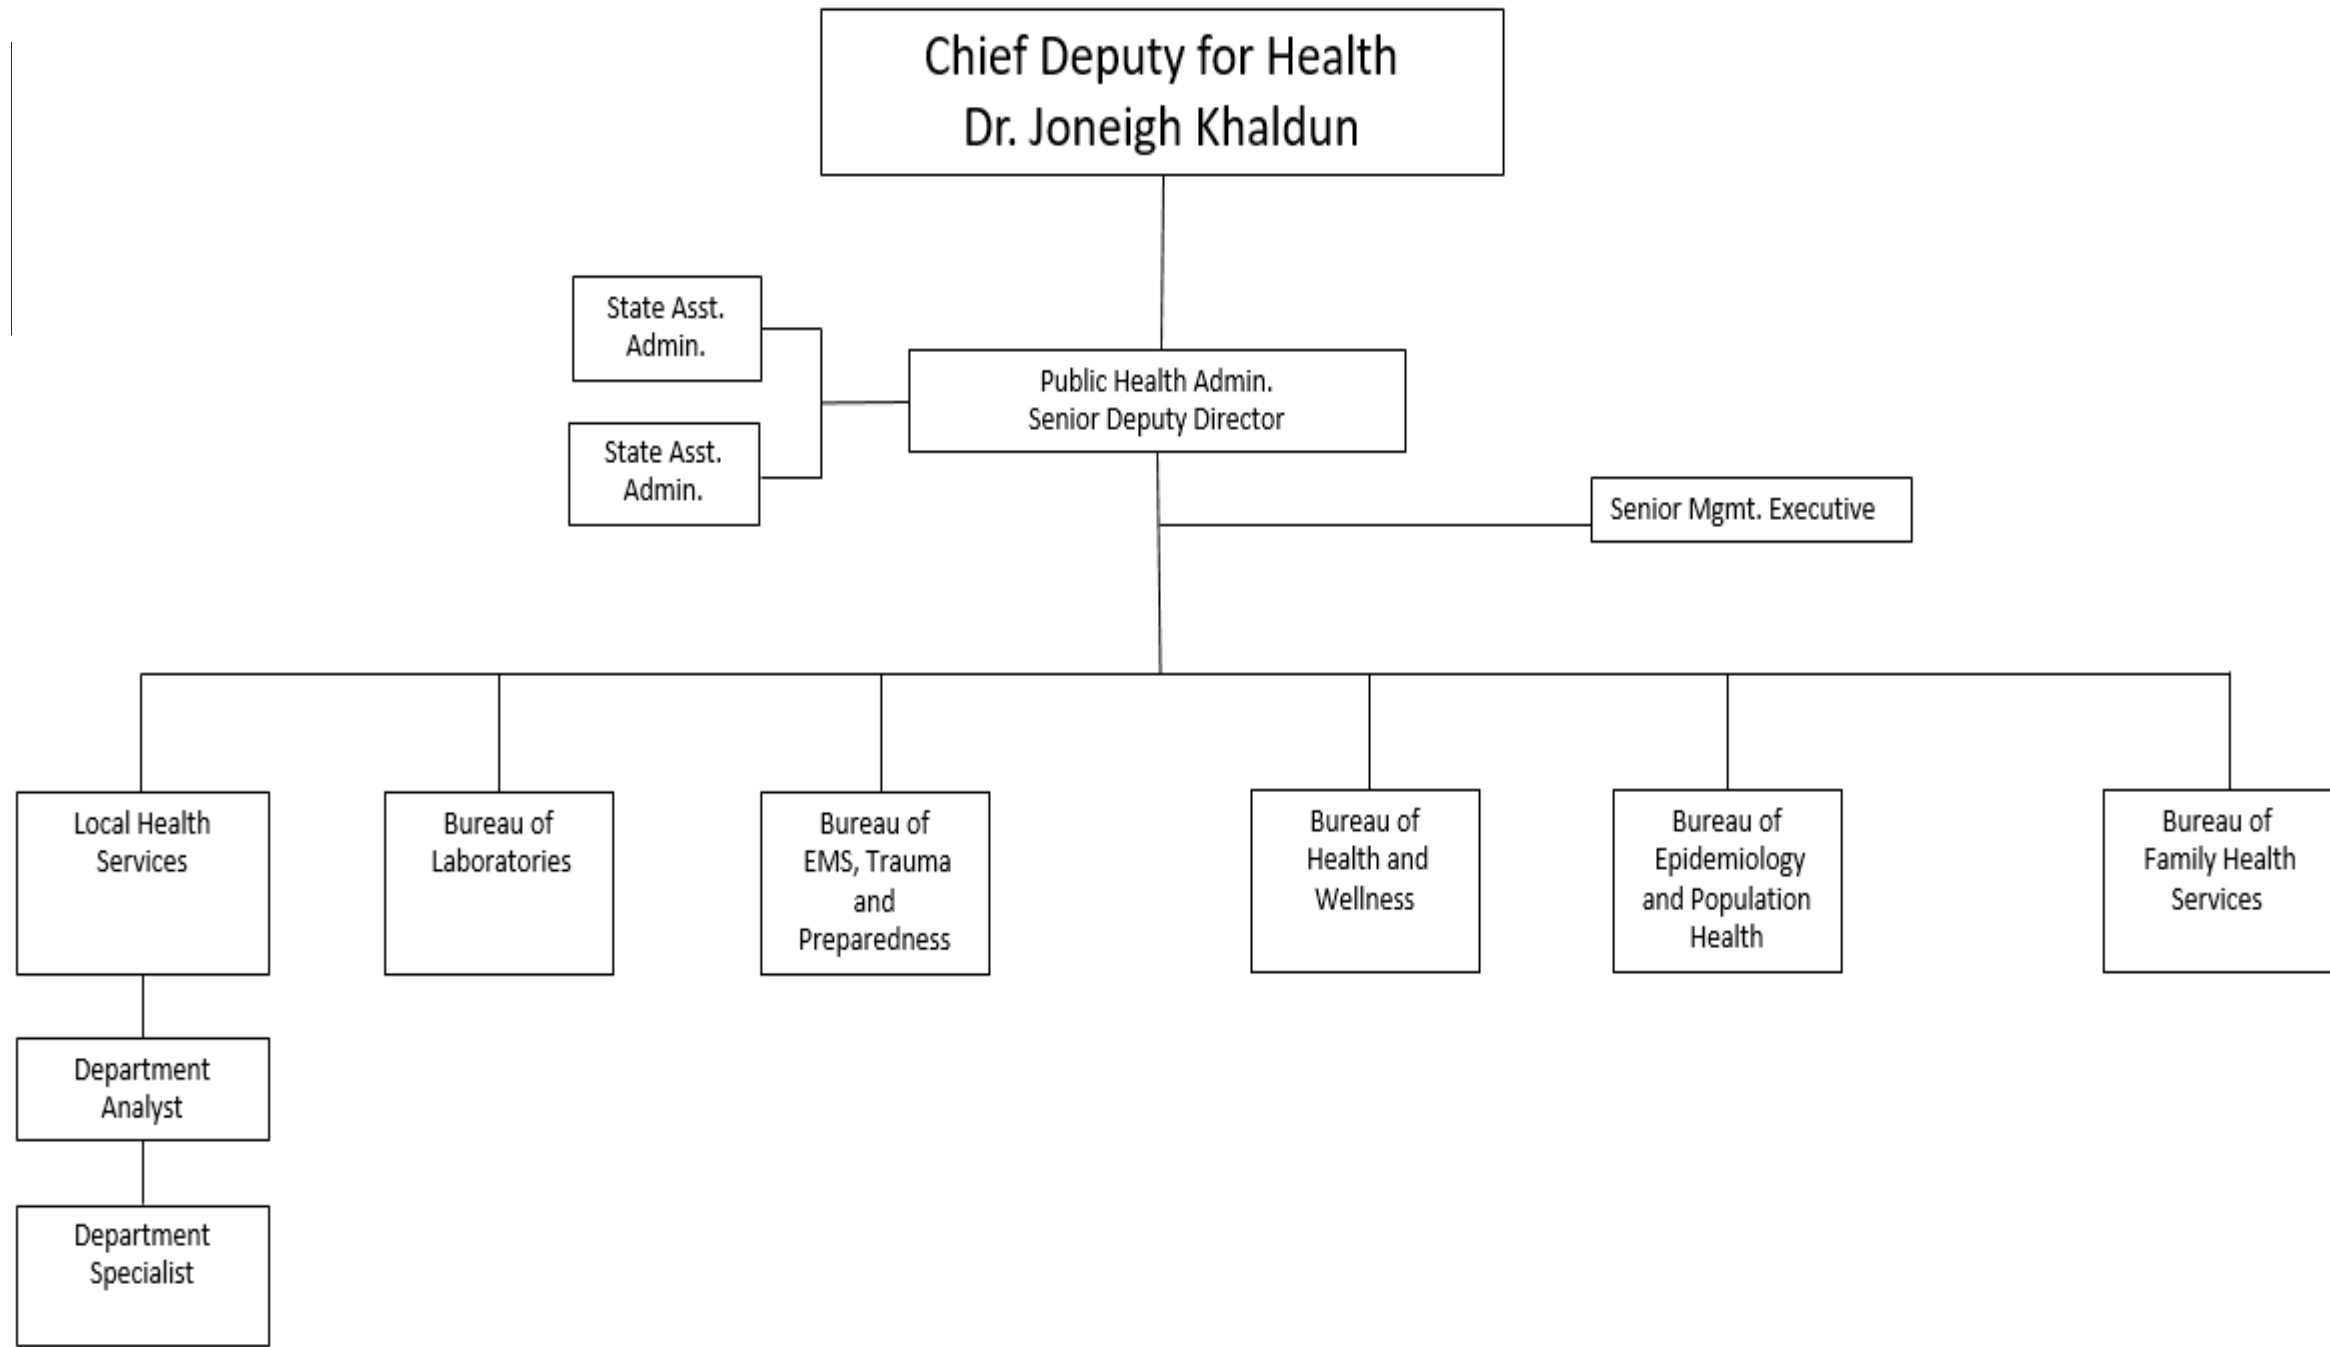 Chief Deputy for Health
Dr. Joneigh Khaldun
State Asst.
Admin.
Public Health Admin.
Senior Deputy Director
State Asst.
Admin.
Senior Mgmt. Executive
Local Health
Services
Bureau of
Laboratories
Bureau of
EMS, Trauma
and
Preparedness
Bureau of
Health and
Wellness
Bureau of
Epidemiology
and Population
Health
Bureau of
Family Health
Services
Department
Analyst
Department
Specialist